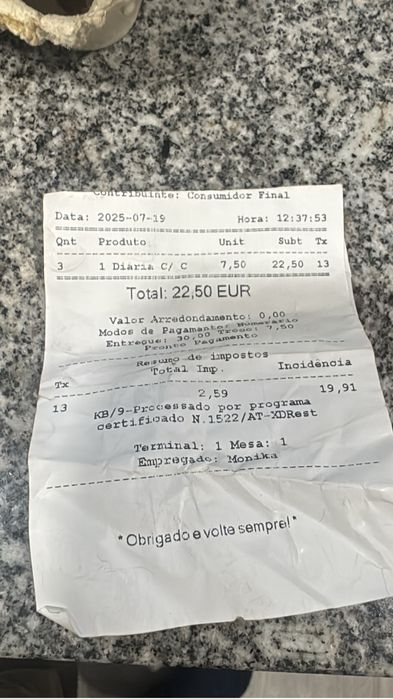 Contribuinte: Consumidor Final
Data: 2025-07-19 Hora: 12:37:53
Qnt Produto Unit Subt Tx
3 1 Diaria C/ C 7,50 22,50 13
Total: 22,50 EUR
Valor Arredondamento: 0,00
Modos de Pagamento: Numerário
Entregue: 30,00 Troco: 7,50
Pronto Pagamento
Resumo de impostos
Tx Total Imp. Incidência
13 2,59 19,91
KB/9-Processado por programa
certificado N.1522/AT-XDRest
Terminal: 1 Mesa: 1
Empregado: Monika
*Obrigado e volte sempre!*